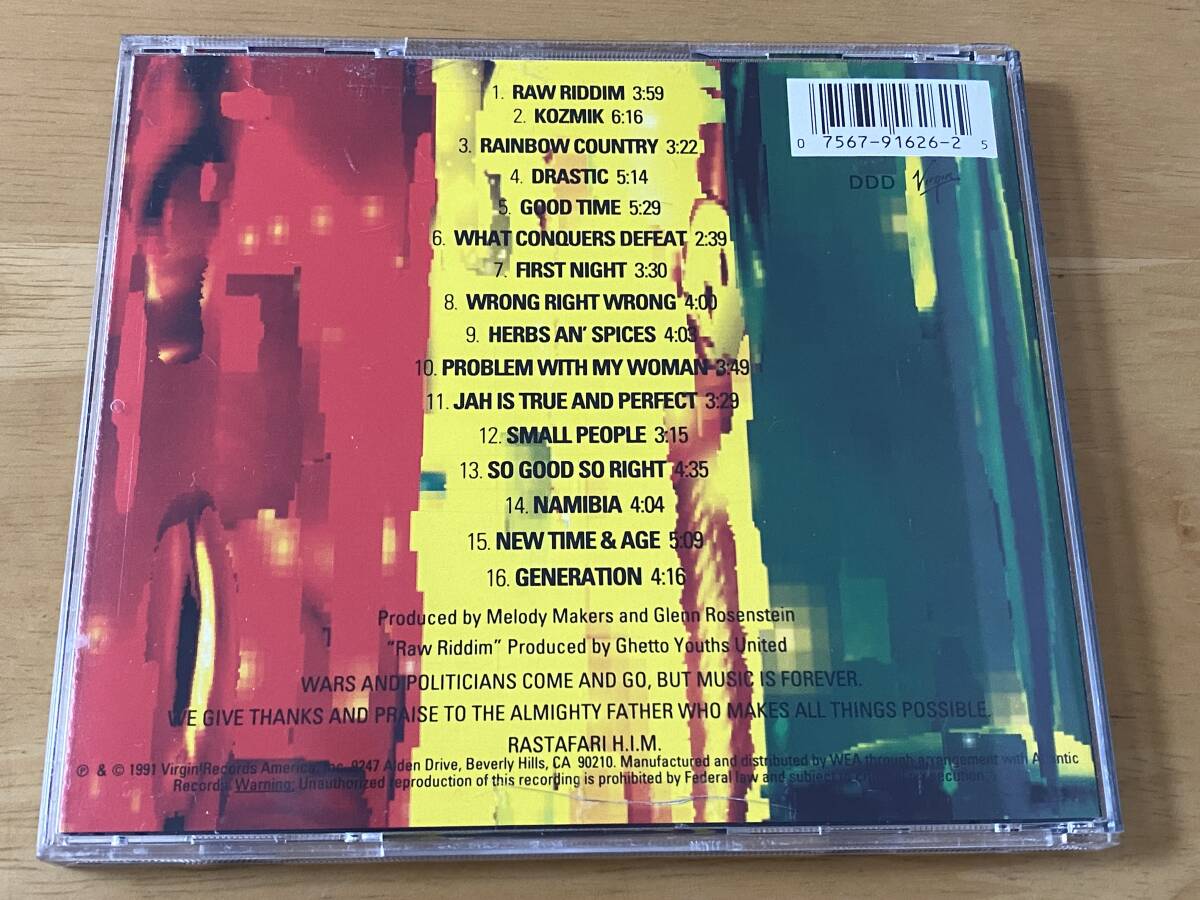 1. RAW RIDDIM 3:59
2. KOZMIK 6:16
3. RAINBOW COUNTRY 3:22
4. DRASTIC 5:14
5. GOOD TIME 5:29
6. WHAT CONQUERS DEFEAT 2:39
7. FIRST NIGHT 3:30
8. WRONG RIGHT WRONG 4:00
9. HERBS AN' SPICES 4:03
10. PROBLEM WITH MY WOMAN 3:49
11. JAH IS TRUE AND PERFECT 3:29
12. SMALL PEOPLE 3:15
13. SO GOOD SO RIGHT 4:35
14. NAMIBIA 4:04
15. NEW TIME & AGE 5:09
16. GENERATION 4:16
0 7567-91626-2 5
DDD Virgin
Produced by Melody Makers and Glenn Rosenstein
"Raw Riddim" Produced by Ghetto Youths United
WARS AND POLITICIANS COME AND GO, BUT MUSIC IS FOREVER.
WE GIVE THANKS AND PRAISE TO THE ALMIGHTY FATHER WHO MAKES ALL THINGS POSSIBLE.
RASTAFARI H.I.M.
℗ & © 1991 Virgin Records America, Inc. 9247 Alden Drive, Beverly Hills, CA 90210. Manufactured and distributed by WEA through arrangement with Atlantic
Records. Warning: Unauthorized reproduction of this recording is prohibited by Federal law and subject to